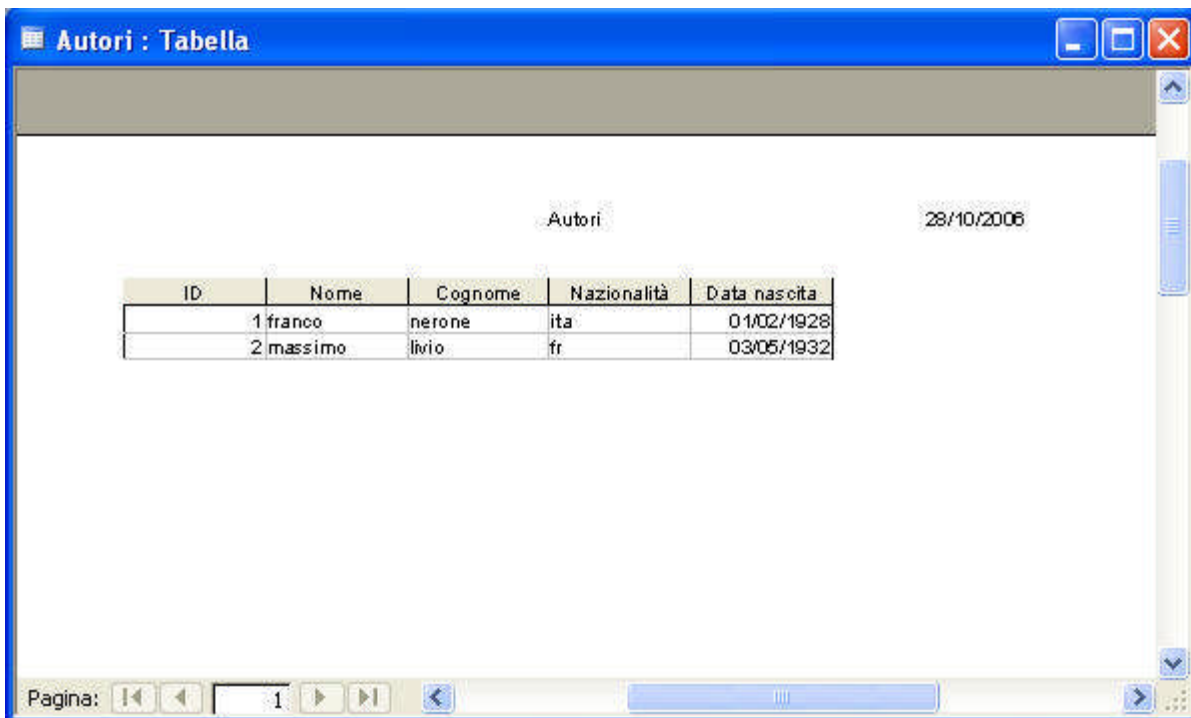 Autori : Tabella
Autori 28/10/2006
ID Nome Cognome Nazionalità Data nascita
1 franco nerone ita 01/02/1928
2 massimo livio fr 03/05/1932
Pagina: 1